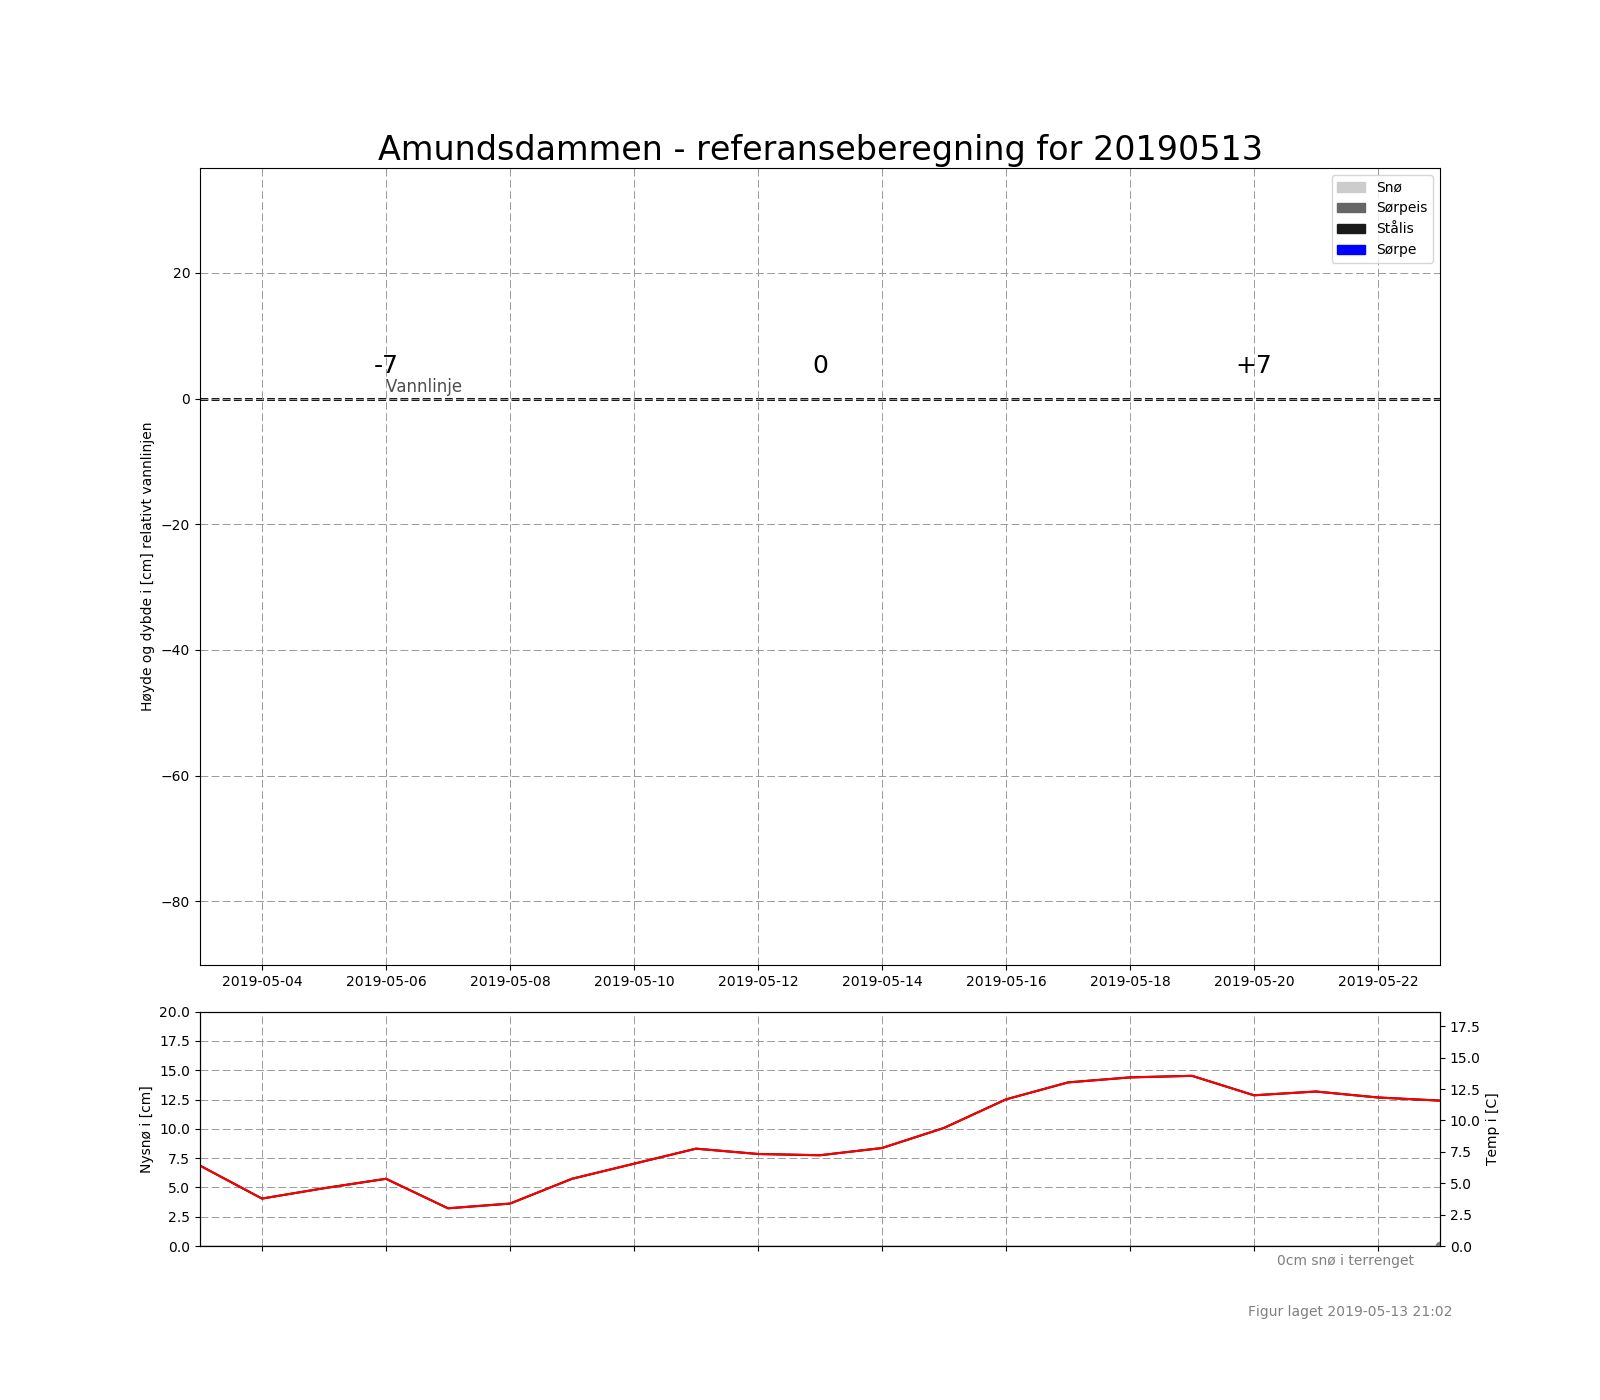 Amundsdammen - referanseberegning for 20190513
Snø
Sørpeis
Stålis
Sørpe
20
-7
0
+7
Vannlinje
0
−20
−40
−60
−80
Høyde og dybde i [cm] relativt vannlinjen
2019-05-04 2019-05-06 2019-05-08 2019-05-10 2019-05-12 2019-05-14 2019-05-16 2019-05-18 2019-05-20 2019-05-22
20.0
17.5
15.0
12.5
10.0
7.5
5.0
2.5
0.0
Nysnø i [cm]
17.5
15.0
12.5
10.0
7.5
5.0
2.5
0.0
Temp i [C]
0cm snø i terrenget
Figur laget 2019-05-13 21:02